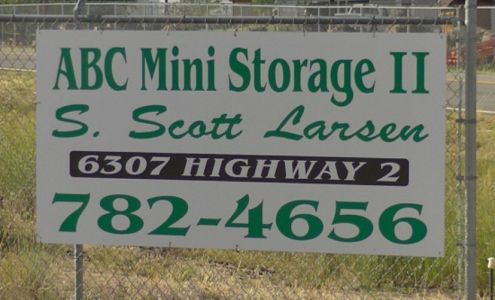 ABC Mini Storage II
S. Scott Larsen
6307 HIGHWAY 2
782-4656